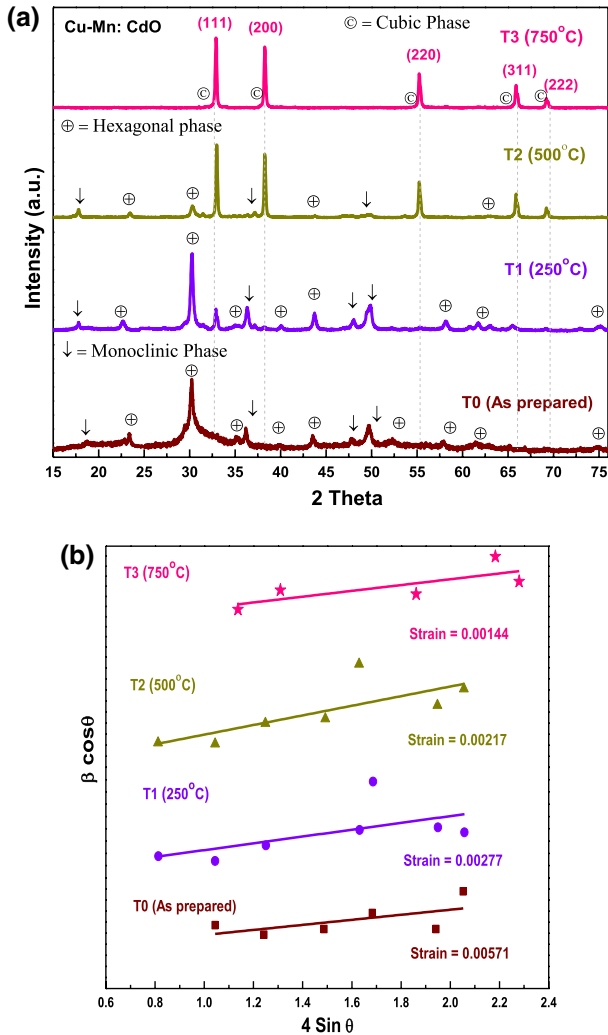 (a)
Cu-Mn: CdO
(111)
(200)
© = Cubic Phase
T3 (750°C)
(220)
(311)
(222)
©
©
©
©
©
⊕ = Hexagonal phase
T2 (500°C)
↓ ⊕ ⊕ ↓ ⊕ ↓ ⊕
⊕
T1 (250°C)
↓ ⊕ ⊕ ↓ ⊕ ⊕ ↓ ↓ ⊕ ⊕ ⊕
↓ = Monoclinic Phase
⊕
T0 (As prepared)
↓ ⊕ ⊕ ↓ ⊕ ⊕ ↓ ↓ ⊕ ⊕ ⊕ ⊕
Intensity (a.u.)
15 20 25 30 35 40 45 50 55 60 65 70 75
2 Theta
(b)
T3 (750°C)
Strain = 0.00144
T2 (500°C)
Strain = 0.00217
T1 (250°C)
Strain = 0.00277
T0 (As prepared)
Strain = 0.00571
β cosθ
0.6 0.8 1.0 1.2 1.4 1.6 1.8 2.0 2.2 2.4
4 Sin θ